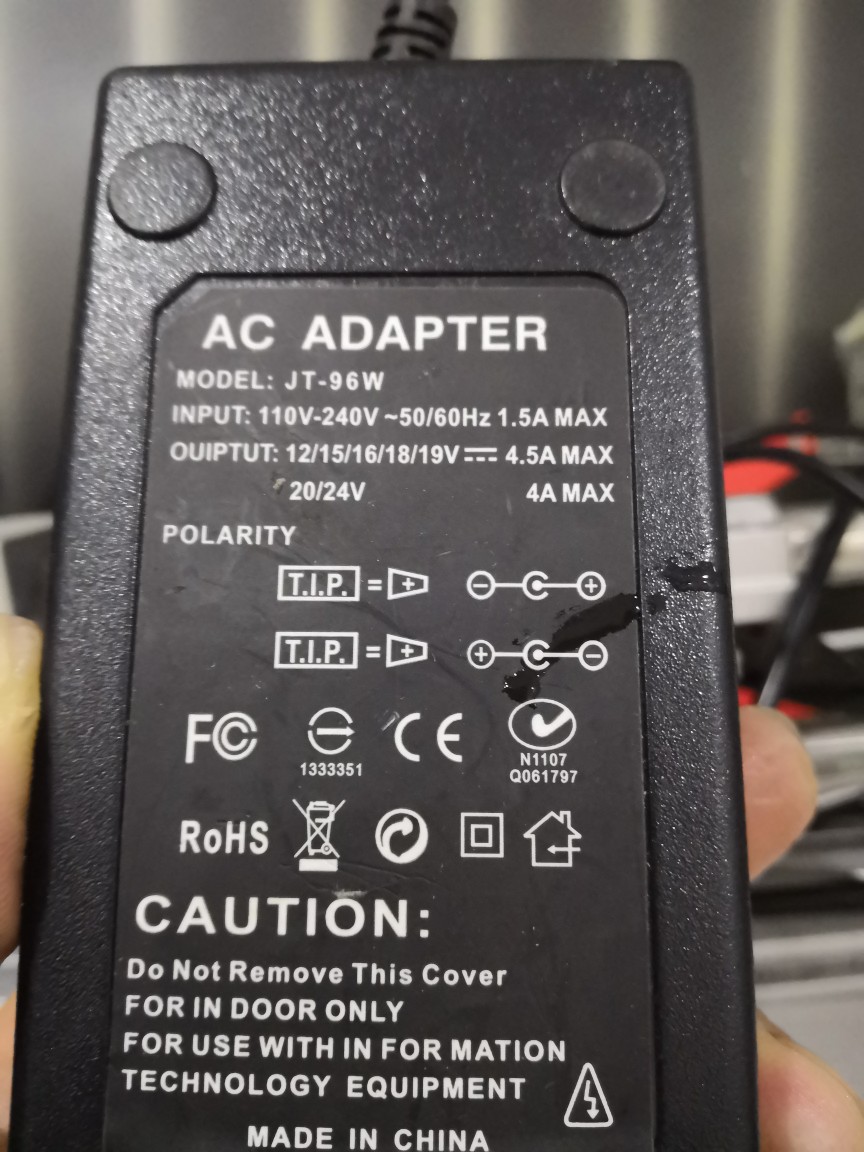 AC ADAPTER
MODEL: JT-96W
INPUT: 110V-240V ~50/60Hz 1.5A MAX
OUIPTUT: 12/15/16/18/19V ⎓ 4.5A MAX
20/24V 4A MAX
POLARITY
T.I.P. = + - C +
T.I.P. = + + C -
FC CE
1333351
N1107
Q061797
RoHS
CAUTION:
Do Not Remove This Cover
FOR IN DOOR ONLY
FOR USE WITH IN FOR MATION
TECHNOLOGY EQUIPMENT
MADE IN CHINA